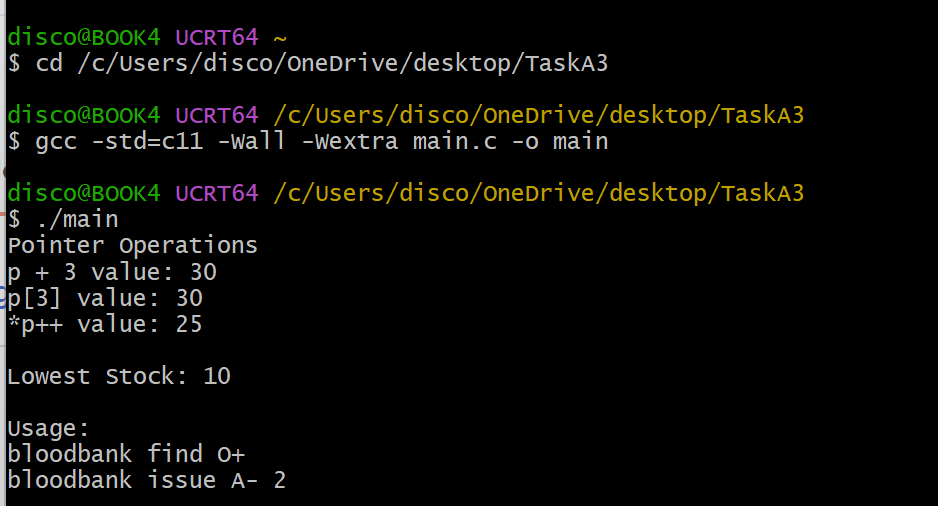 disco@BOOK4 UCRT64 ~
$ cd /c/Users/disco/OneDrive/desktop/TaskA3
disco@BOOK4 UCRT64 /c/Users/disco/OneDrive/desktop/TaskA3
$ gcc -std=c11 -Wall -Wextra main.c -o main
disco@BOOK4 UCRT64 /c/Users/disco/OneDrive/desktop/TaskA3
$ ./main
Pointer Operations
p + 3 value: 30
p[3] value: 30
*p++ value: 25
Lowest Stock: 10
Usage:
bloodbank find O+
bloodbank issue A- 2